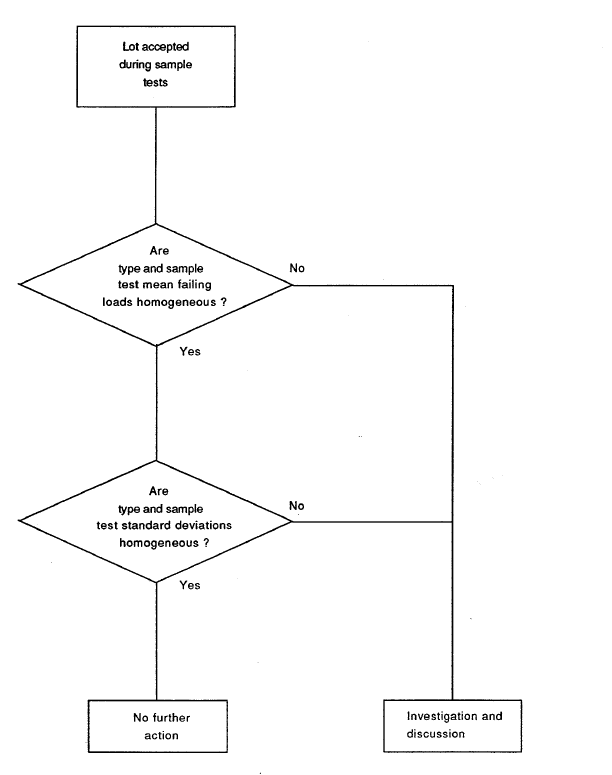 Lot accepted
during sample
tests
Are
type and sample
test mean failing
loads homogeneous ?
No
Yes
Are
type and sample
test standard deviations
homogeneous ?
No
Yes
No further
action
Investigation and
discussion